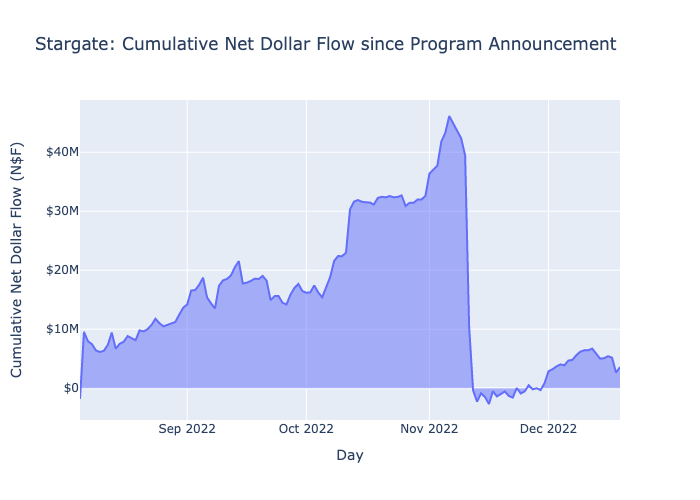 Stargate: Cumulative Net Dollar Flow since Program Announcement
Cumulative Net Dollar Flow (N$F)
$40M
$30M
$20M
$10M
$0
Sep 2022
Oct 2022
Nov 2022
Dec 2022
Day